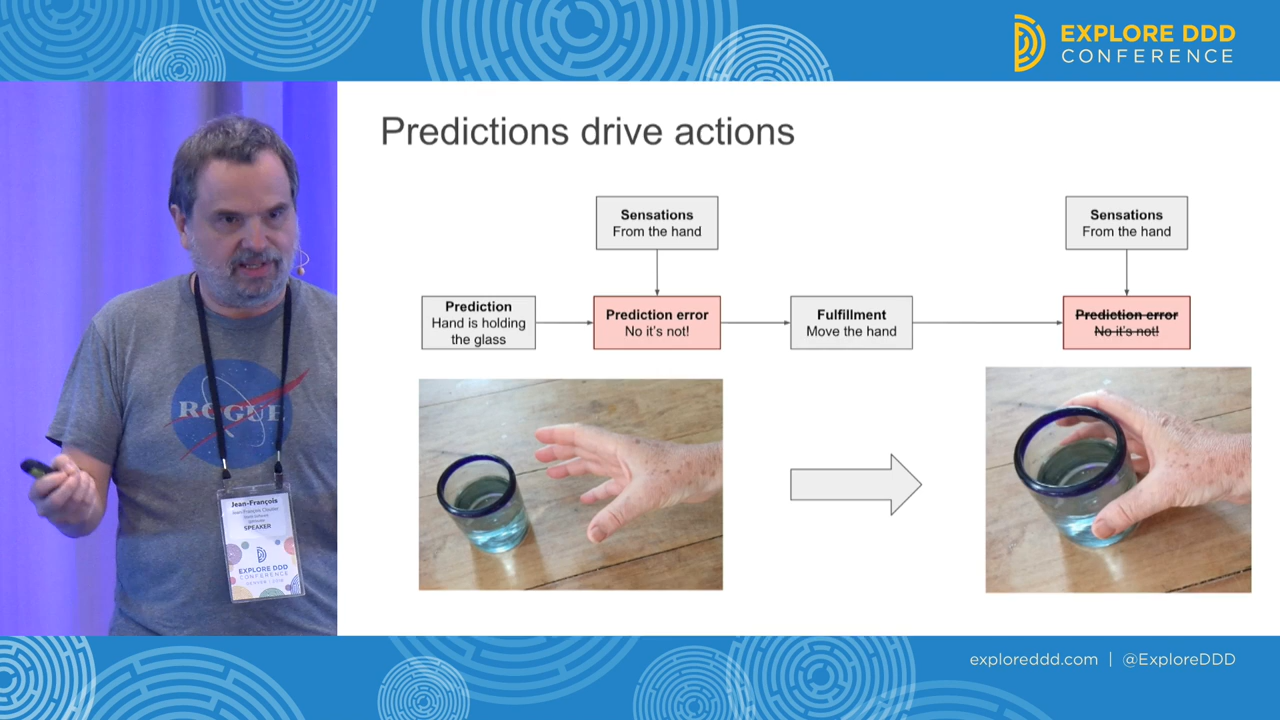 EXPLORE DDD
CONFERENCE
Predictions drive actions
Sensations
From the hand
Sensations
From the hand
Prediction
Hand is holding
the glass
Prediction error
No it's not!
Fulfillment
Move the hand
Prediction error
No it's not!
ROGUE
Jean-François
SPEAKER
EXPLORE DDD
CONFERENCE
exploreddd.com | @ExploreDDD